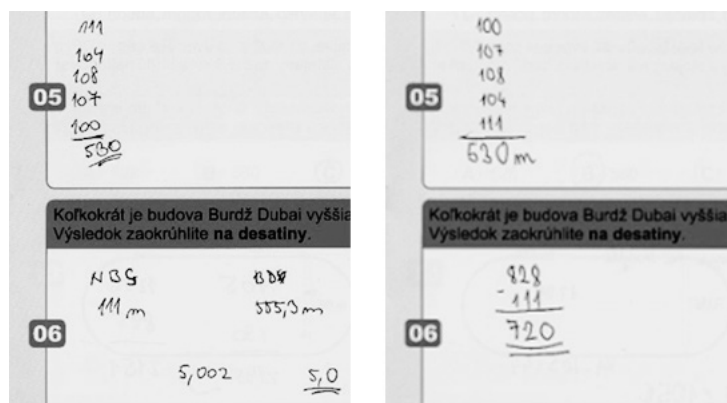 111
104
108
05 107
100
530
Koľkokrát je budova Burdž Dubai vyššia
Výsledok zaokrúhlite na desatiny.
NBS BD
111 m 555,3 m
06
5,002 5,0
100
107
108
05 104
111
530 m
Koľkokrát je budova Burdž Dubai vyššia
Výsledok zaokrúhlite na desatiny.
828
- 111
06 720